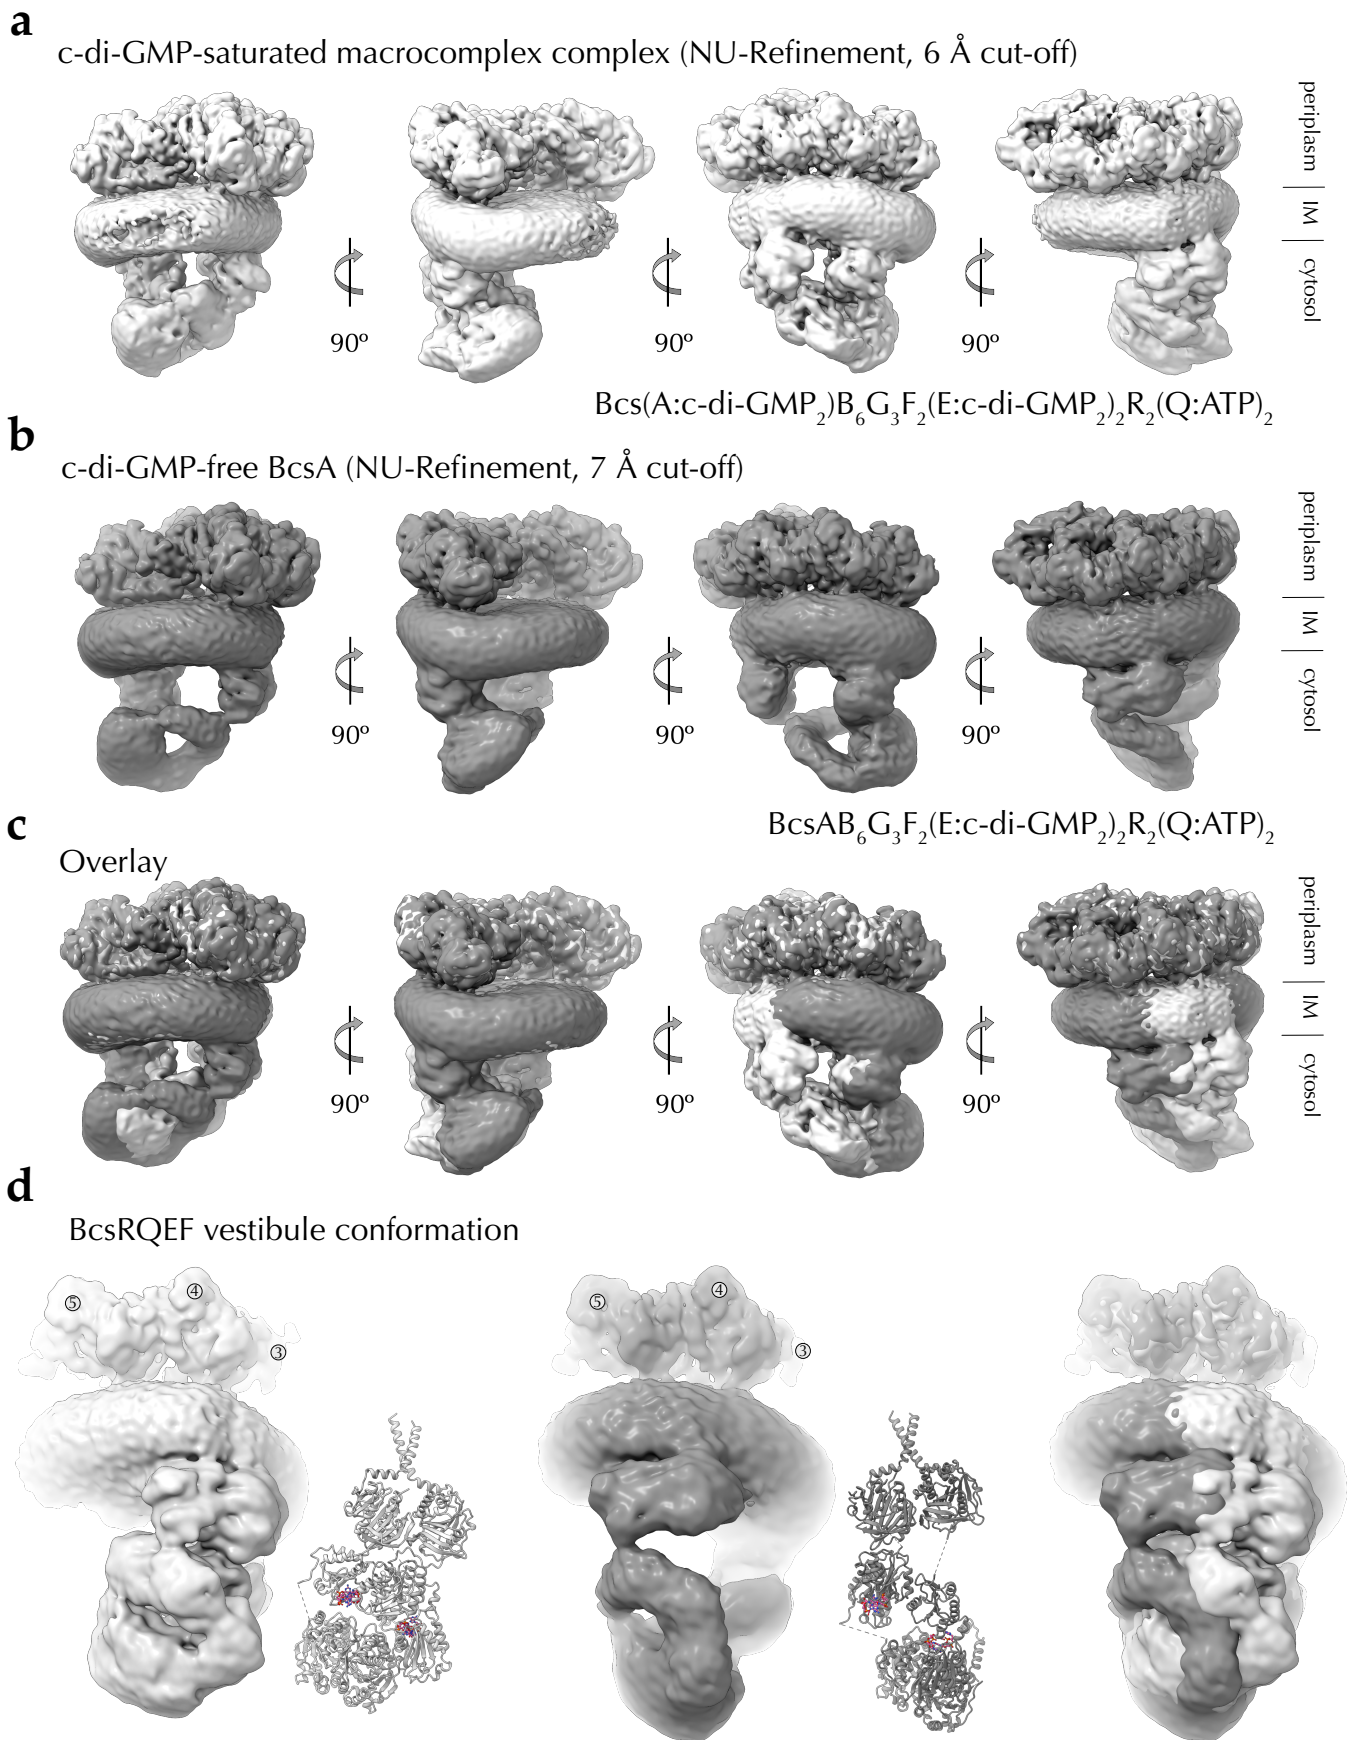 a
c-di-GMP-saturated macrocomplex complex (NU-Refinement, 6 Å cut-off)
periplasm
IM
cytosol
90º
90º
90º
Bcs(A:c-di-GMP₂)B₆G₃F₂(E:c-di-GMP₂)₂R₂(Q:ATP)₂
b
c-di-GMP-free BcsA (NU-Refinement, 7 Å cut-off)
periplasm
IM
cytosol
90º
90º
90º
BcsAB₆G₃F₂(E:c-di-GMP₂)₂R₂(Q:ATP)₂
c
Overlay
periplasm
IM
cytosol
90º
90º
90º
d
BcsRQEF vestibule conformation
⑤
④
③
⑤
④
③